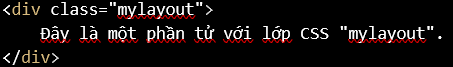 <div class="mylayout">
Đây là một phần tử với lớp CSS "mylayout".
</div>